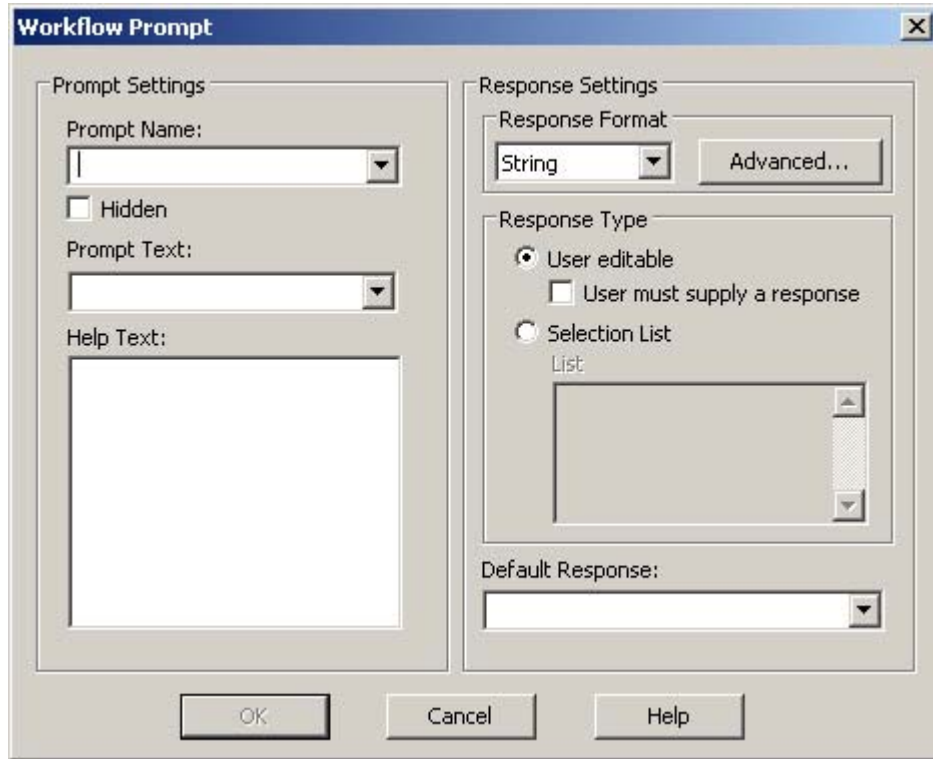 Workflow Prompt
Prompt Settings
Prompt Name:
Hidden
Prompt Text:
Help Text:
Response Settings
Response Format
String
Advanced...
Response Type
User editable
User must supply a response
Selection List
List
Default Response:
OK
Cancel
Help